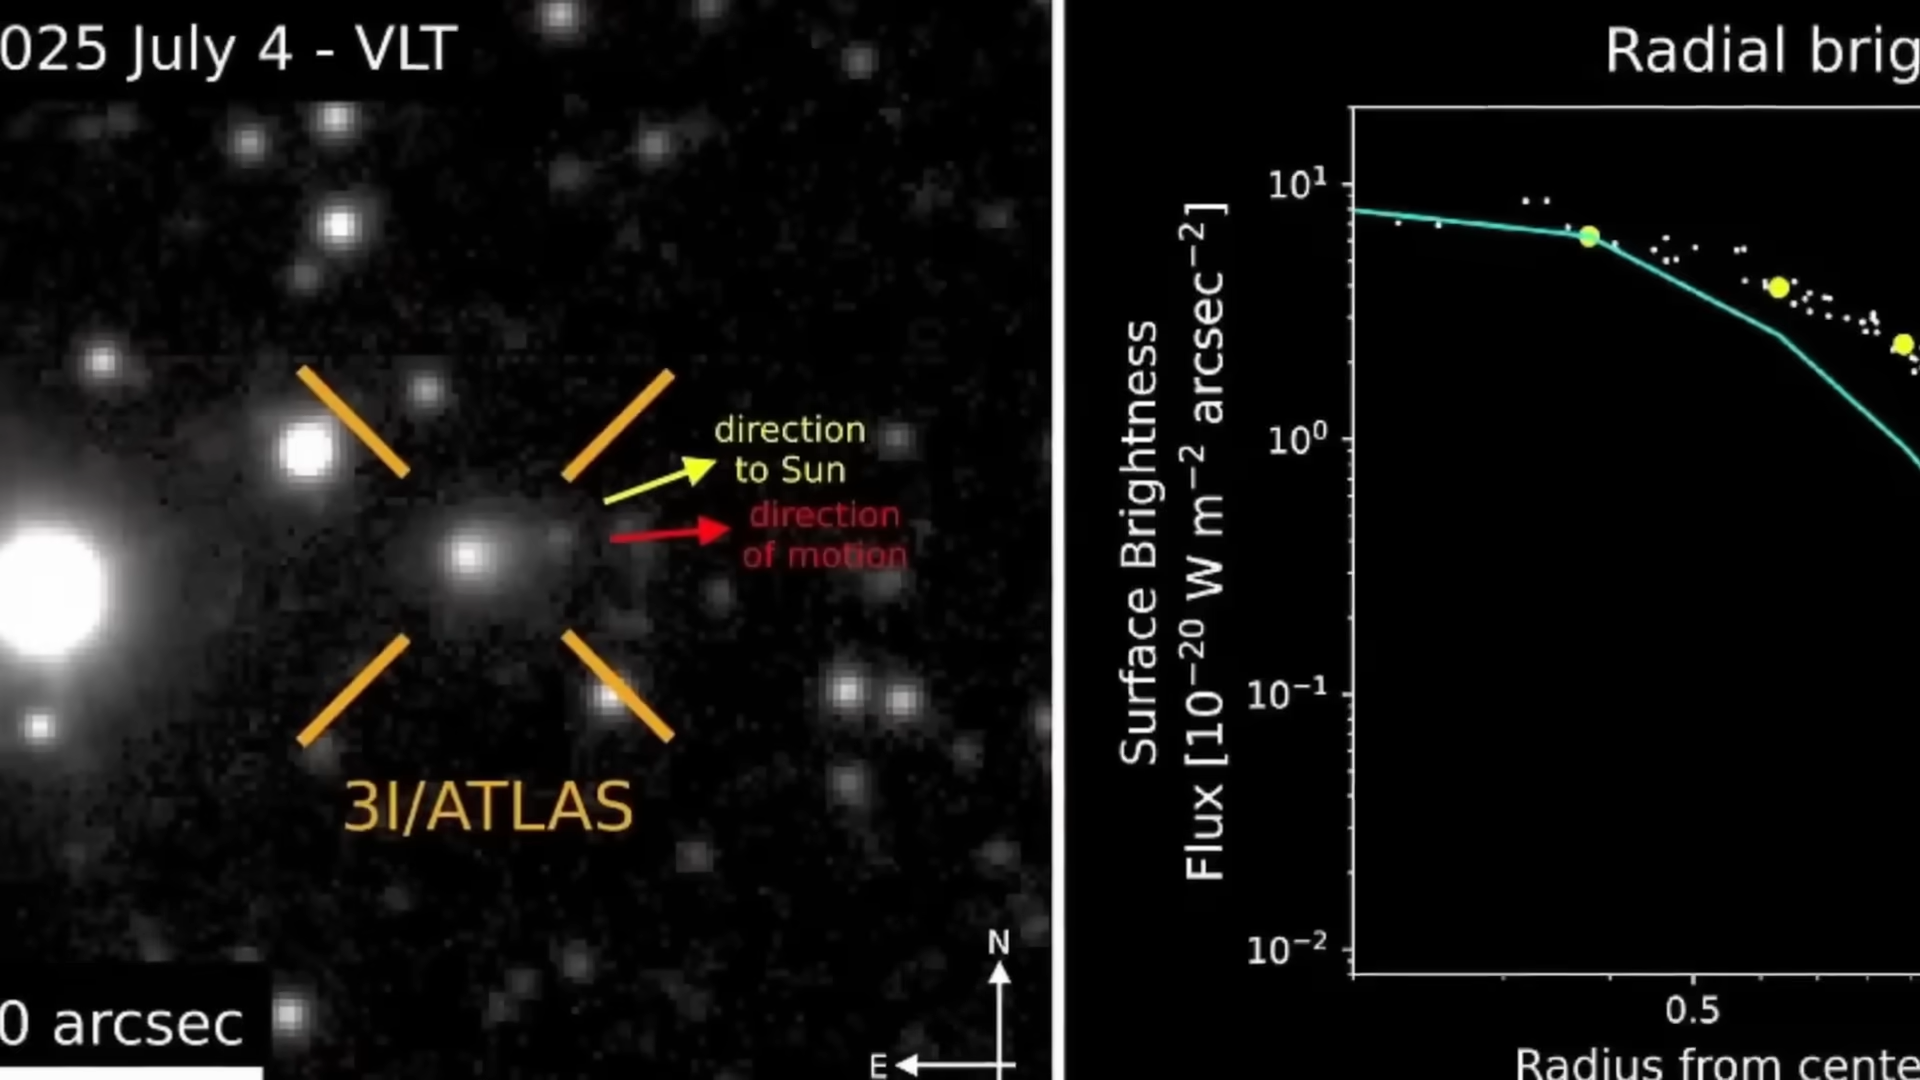 025 July 4 - VLT
direction
to Sun
direction
of motion
3I/ATLAS
0 arcsec
N
E
Radial brig
Surface Brightness
Flux [10⁻²⁰ W m⁻² arcsec⁻²]
10¹
10⁰
10⁻¹
10⁻²
0.5
Radius from cente